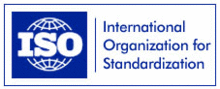 ISO
International
Organization for
Standardization